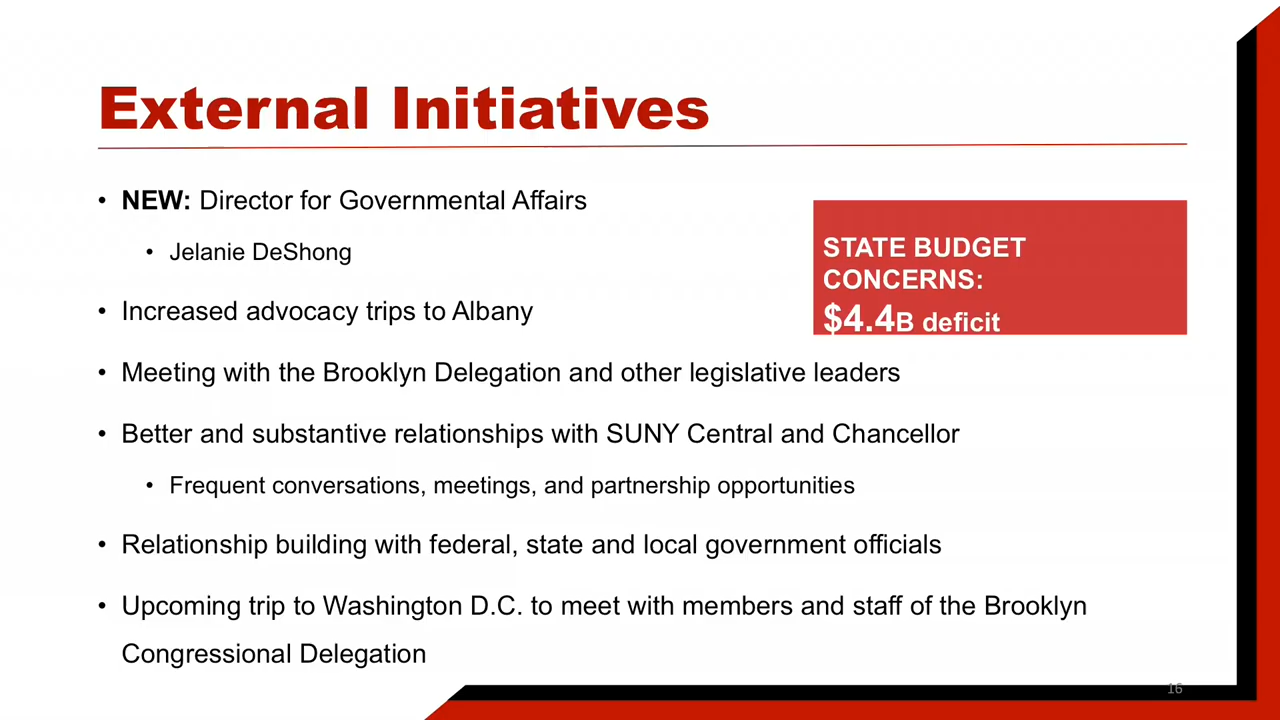 External Initiatives
• NEW: Director for Governmental Affairs
• Jelanie DeShong
• Increased advocacy trips to Albany
STATE BUDGET
CONCERNS:
$4.4B deficit
• Meeting with the Brooklyn Delegation and other legislative leaders
• Better and substantive relationships with SUNY Central and Chancellor
• Frequent conversations, meetings, and partnership opportunities
• Relationship building with federal, state and local government officials
• Upcoming trip to Washington D.C. to meet with members and staff of the Brooklyn
Congressional Delegation
16